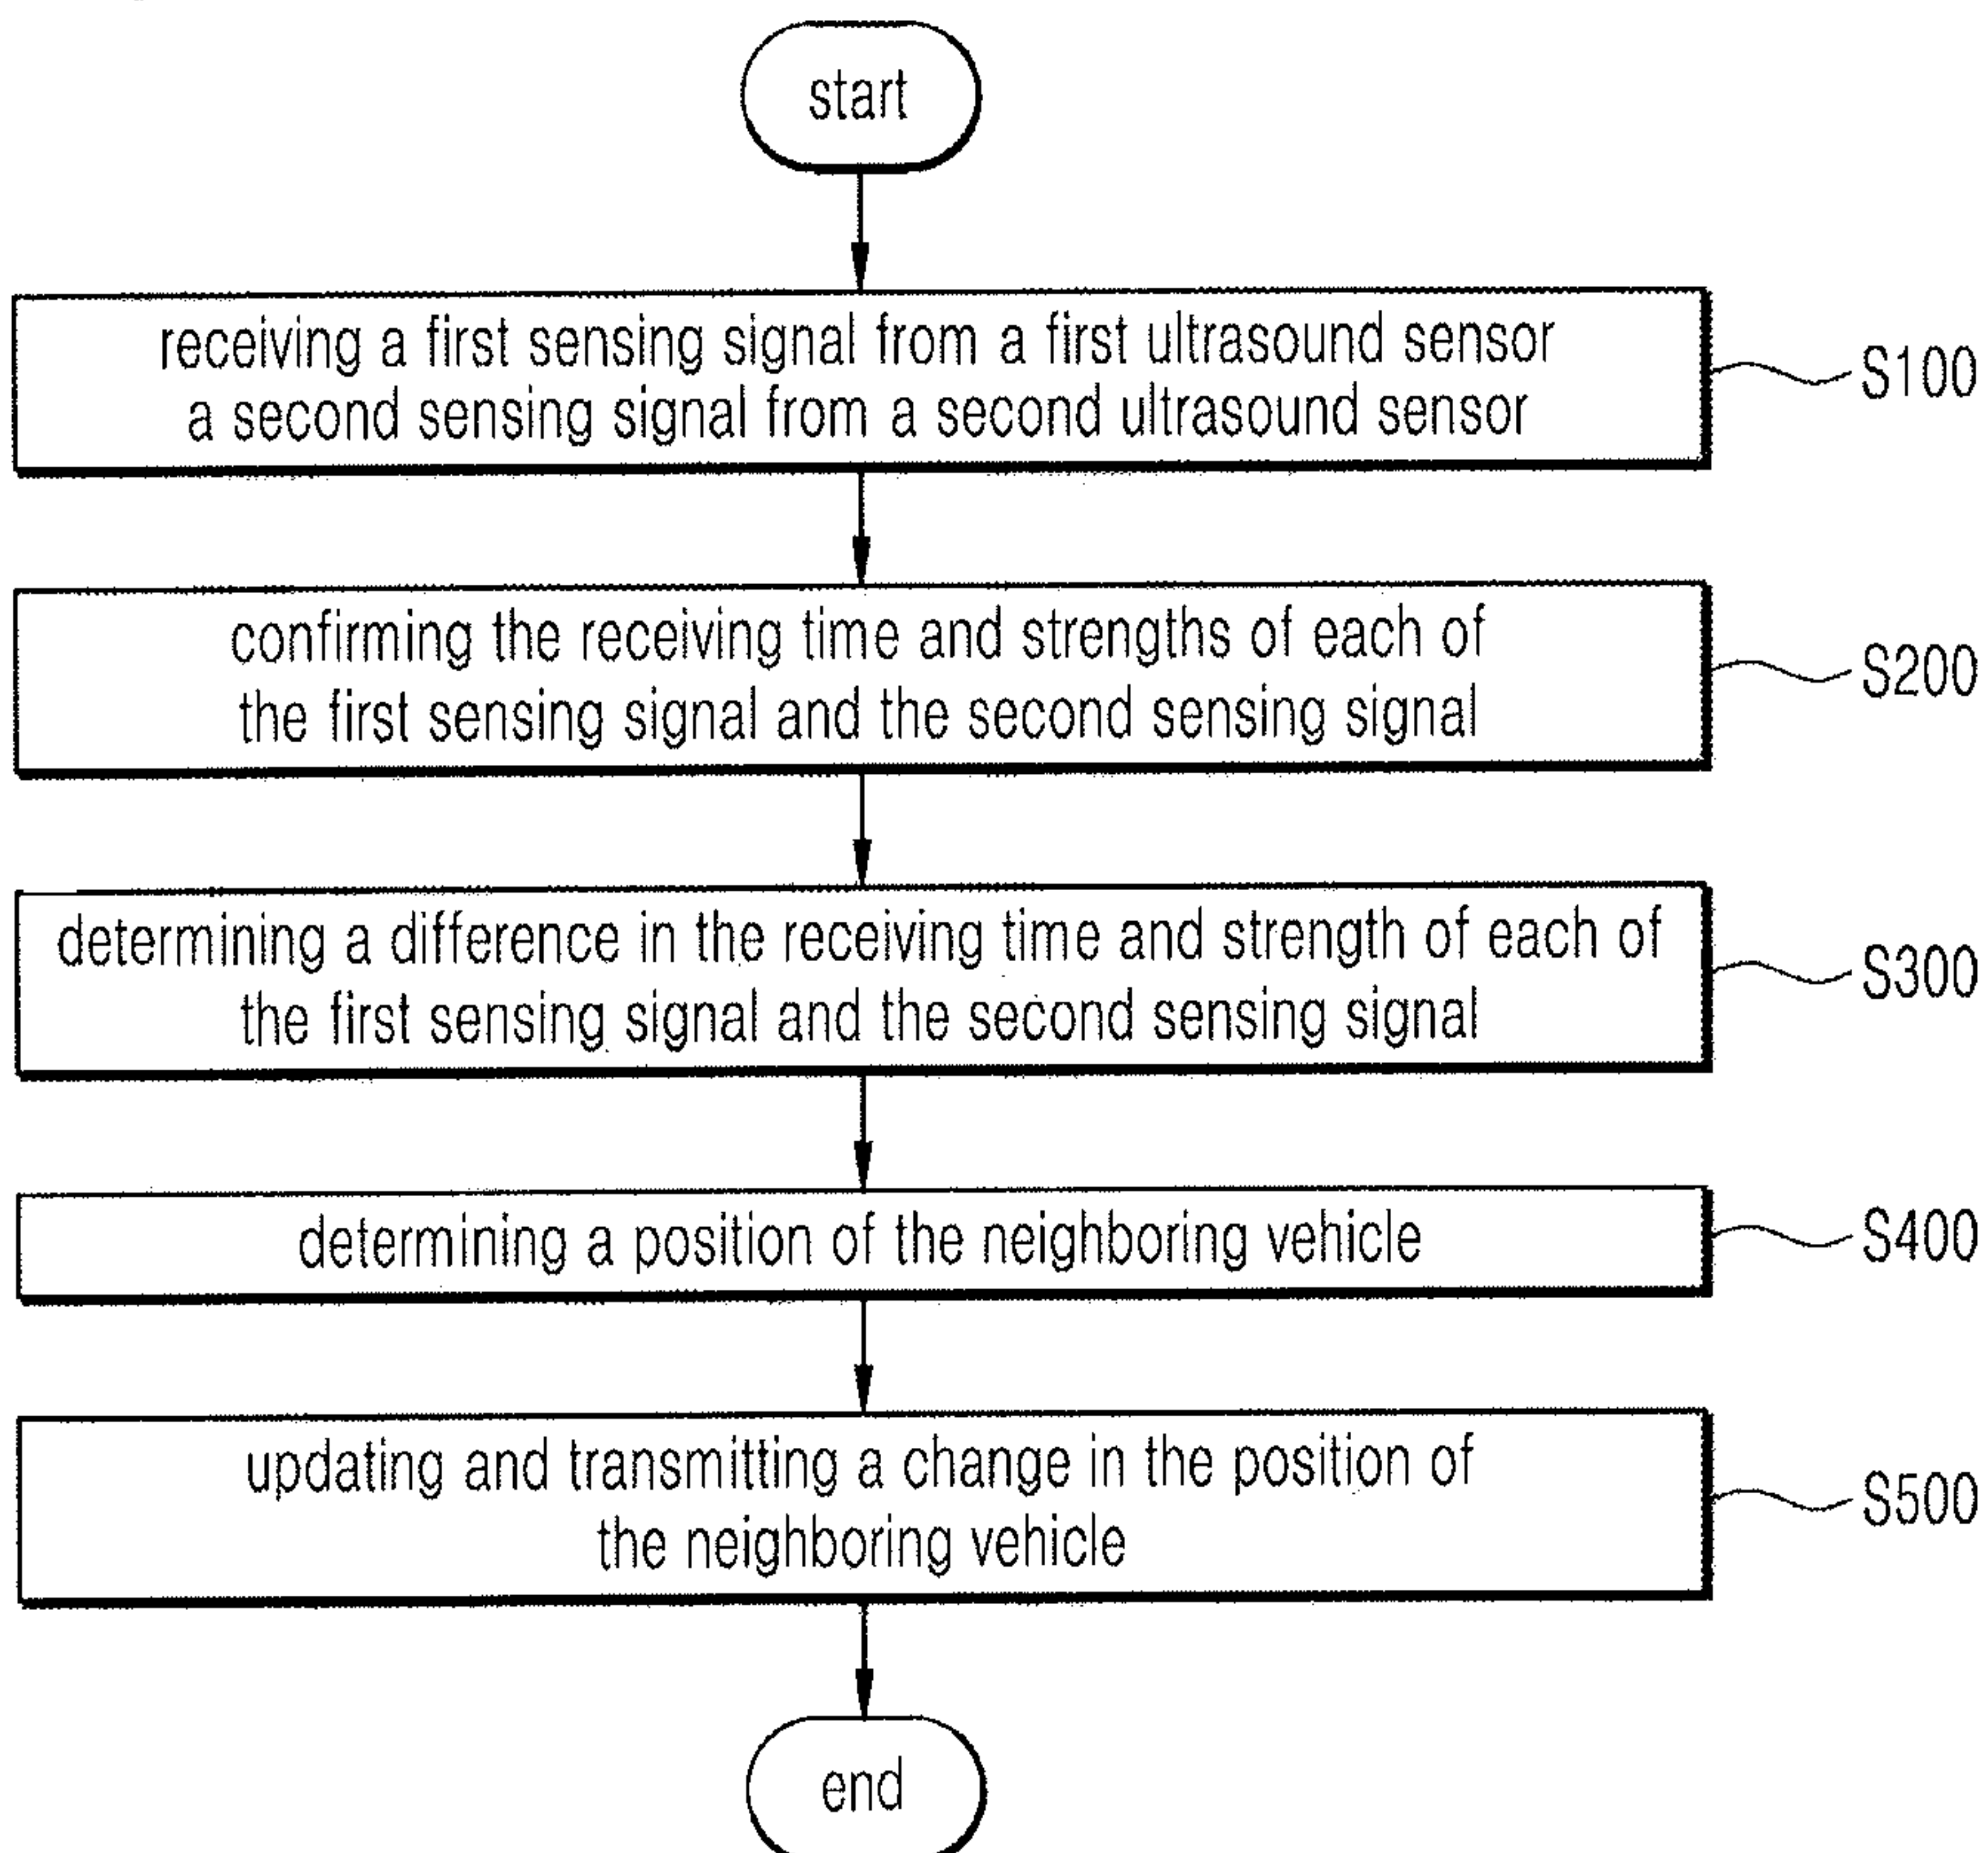 start
receiving a first sensing signal from a first ultrasound sensor
a second sensing signal from a second ultrasound sensor
S100
confirming the receiving time and strengths of each of
the first sensing signal and the second sensing signal
S200
determining a difference in the receiving time and strength of each of
the first sensing signal and the second sensing signal
S300
determining a position of the neighboring vehicle
S400
updating and transmitting a change in the position of
the neighboring vehicle
S500
end